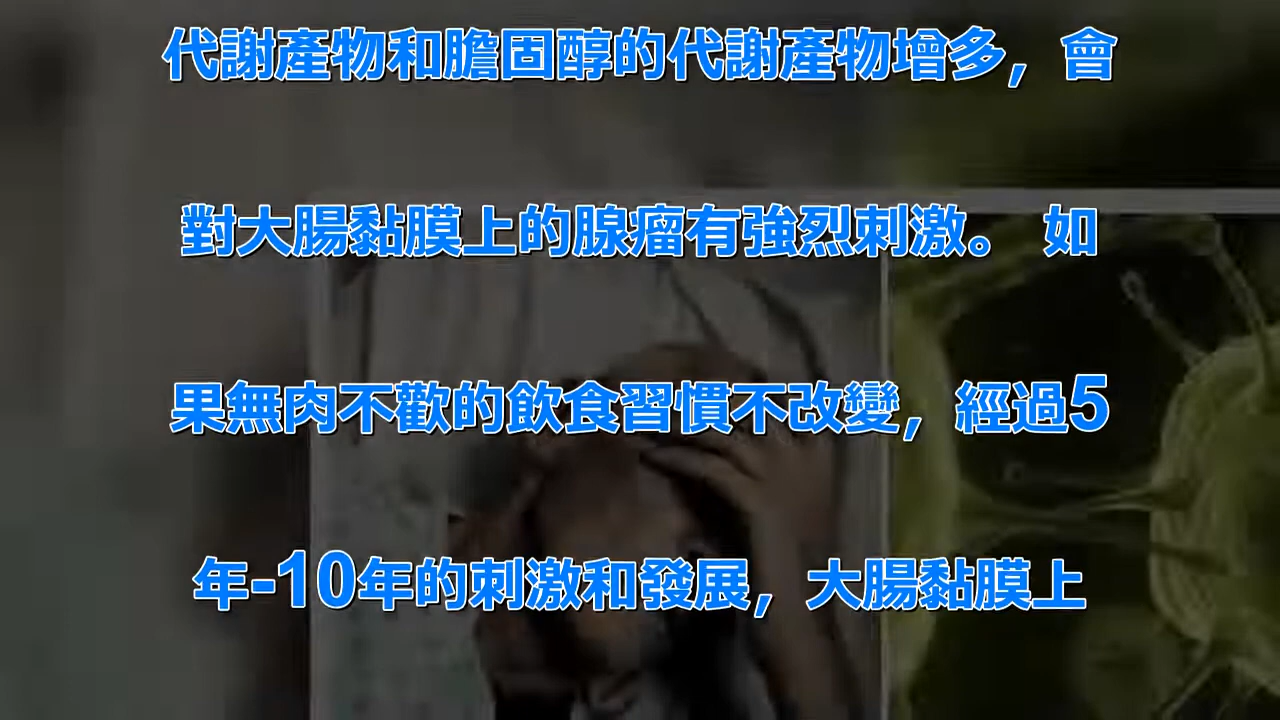 代謝產物和膽固醇的代謝產物增多，會
對大腸黏膜上的腺瘤有強烈刺激。 如
果無肉不歡的飲食習慣不改變，經過5
年-10年的刺激和發展，大腸黏膜上